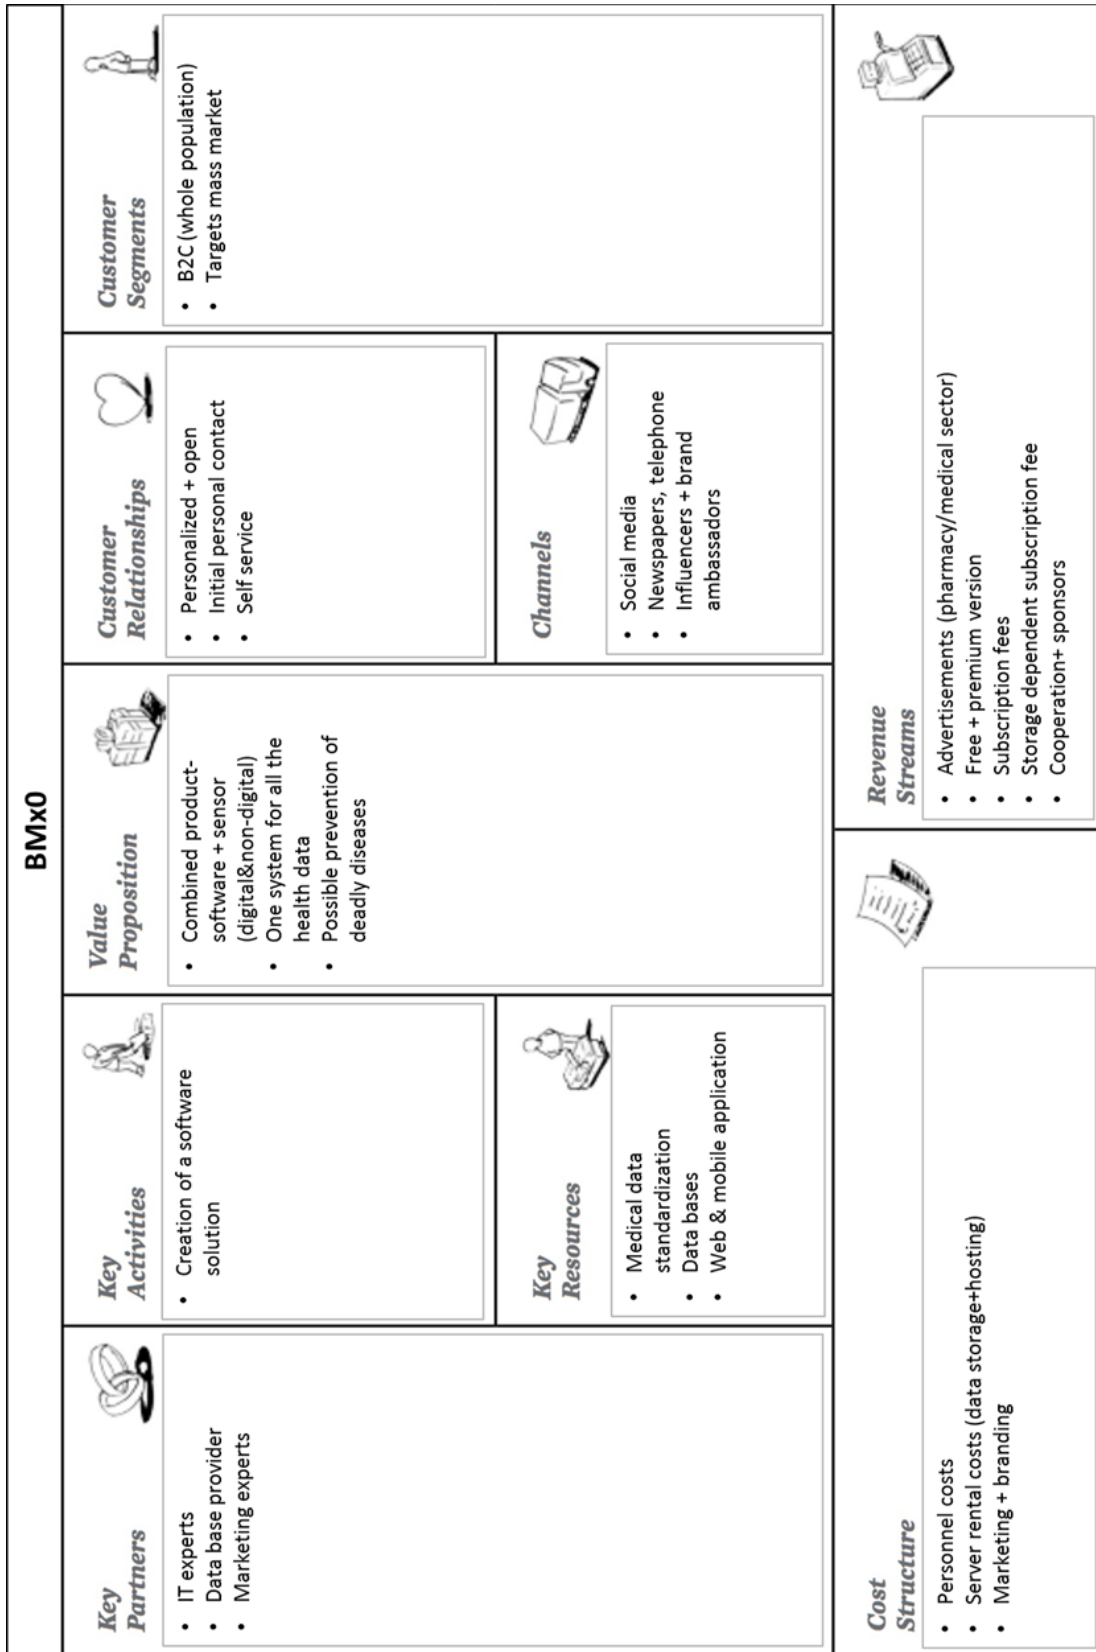 BMx0
Key
Partners
• IT experts
• Data base provider
• Marketing experts
Key
Activities
• Creation of a software
solution
Key
Resources
• Medical data
standardization
• Data bases
• Web & mobile application
Value
Proposition
• Combined product-
software + sensor
(digital&non-digital)
• One system for all the
health data
• Possible prevention of
deadly diseases
Customer
Relationships
• Personalized + open
• Initial personal contact
• Self service
Channels
• Social media
• Newspapers, telephone
• Influencers + brand
ambassadors
Customer
Segments
• B2C (whole population)
• Targets mass market
Cost
Structure
• Personnel costs
• Server rental costs (data storage+hosting)
• Marketing + branding
Revenue
Streams
• Advertisements (pharmacy/medical sector)
• Free + premium version
• Subscription fees
• Storage dependent subscription fee
• Cooperation+ sponsors